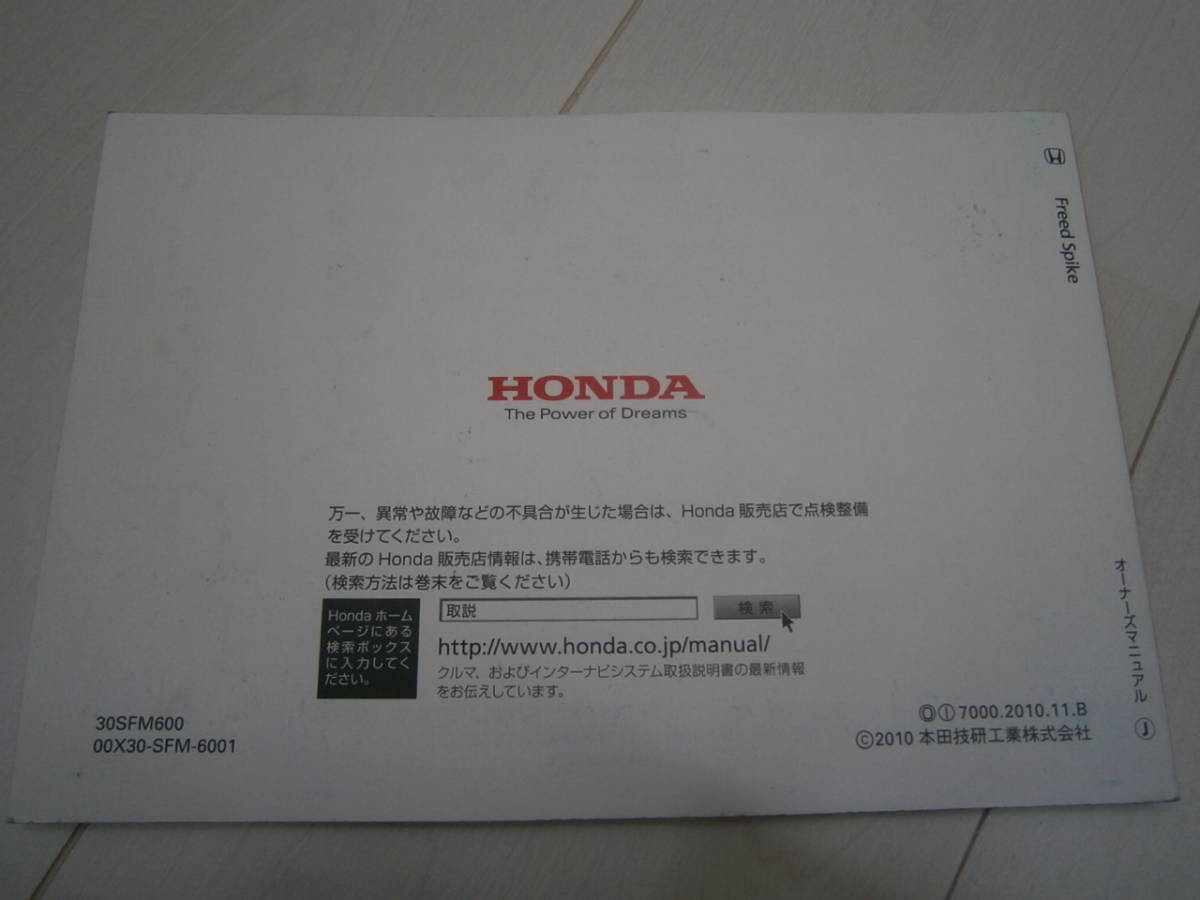 HONDA
The Power of Dreams
万一、異常や故障などの不具合が生じた場合は、Honda 販売店で点検整備
を受けてください。
最新の Honda 販売店情報は、携帯電話からも検索できます。
（検索方法は巻末をご覧ください）
Honda ホーム
ページにある
検索ボックス
に入力してく
ださい。
取説
検索
http://www.honda.co.jp/manual/
クルマ、およびインターナビシステム取扱説明書の最新情報
をお伝えしています。
30SFM600
00X30-SFM-6001
Ⓞ① 7000.2010.11.B
©2010 本田技研工業株式会社
Freed Spike
オーナーズマニュアル Ⓙ